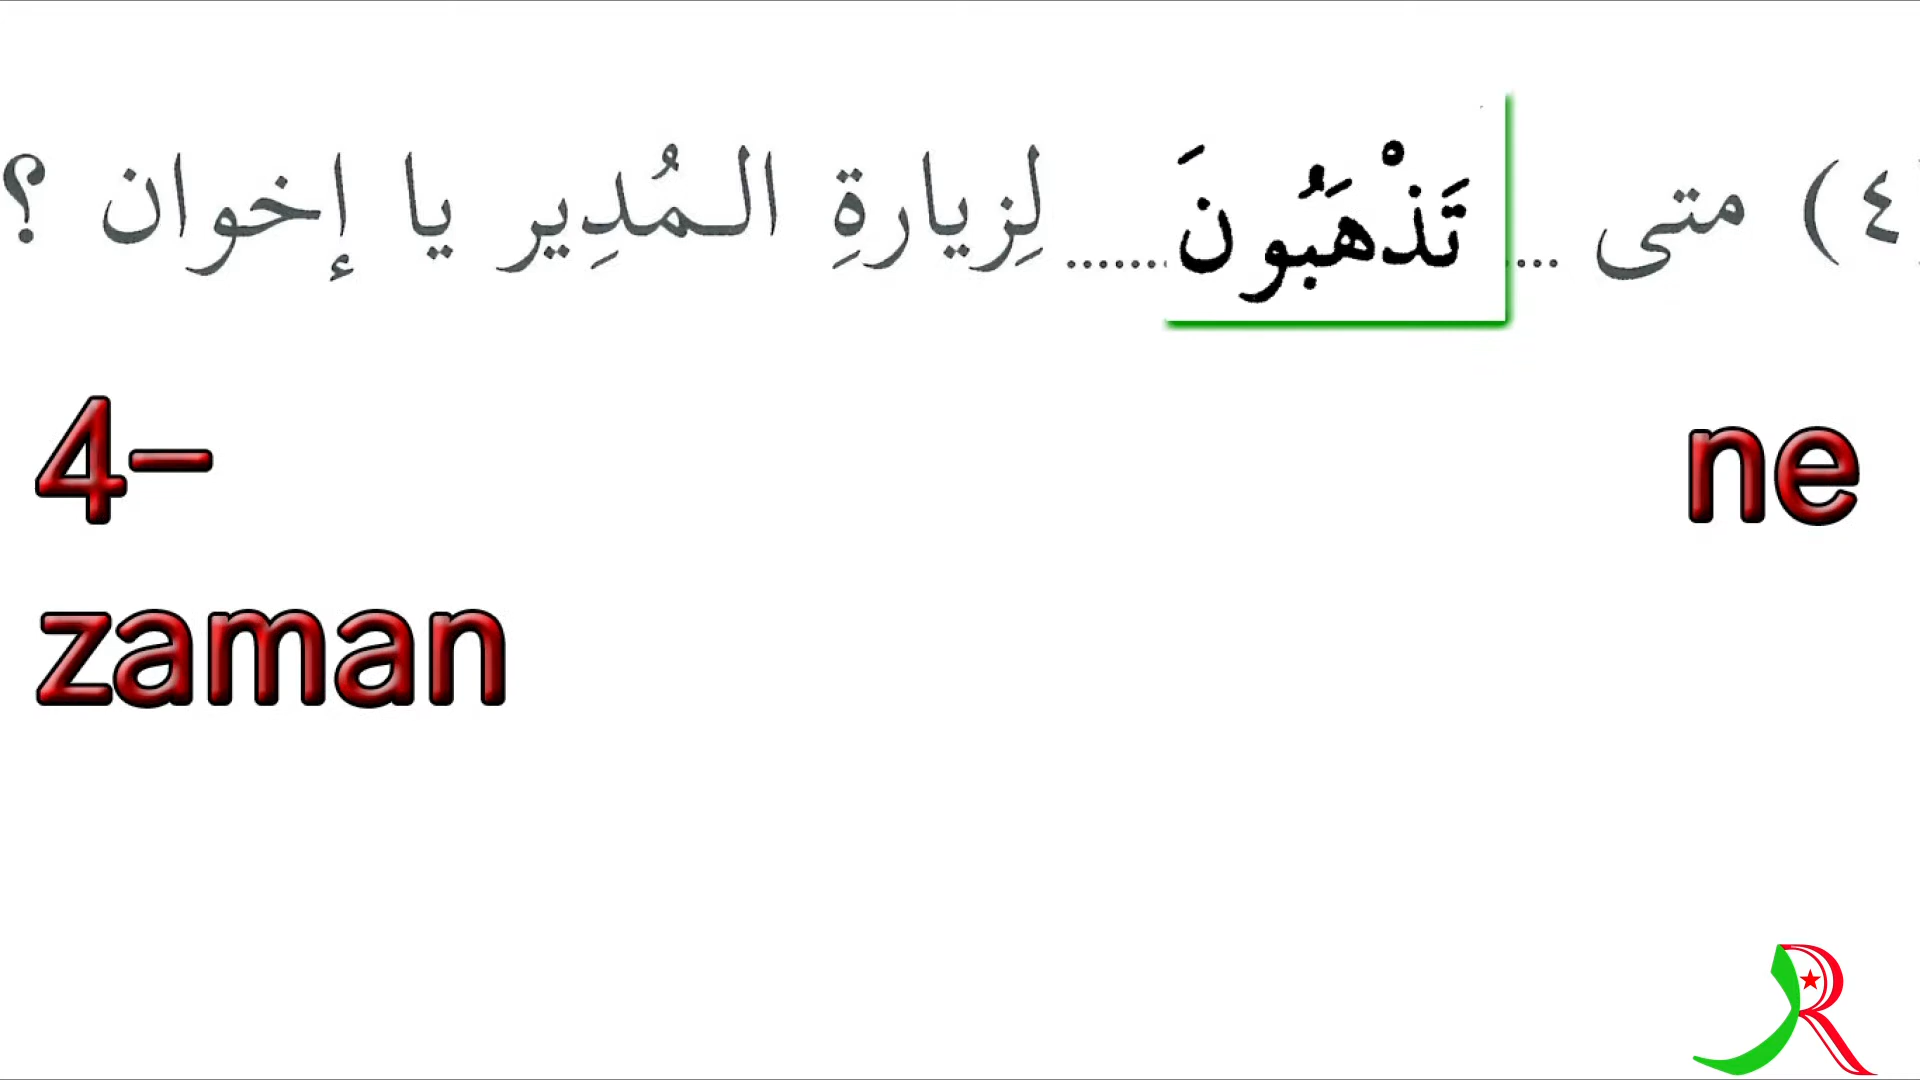 (٤) متى ... تَذْهَبُونَ ....... لِزيارةِ الـمُدِير يا إخوان ؟
4– ne
zaman